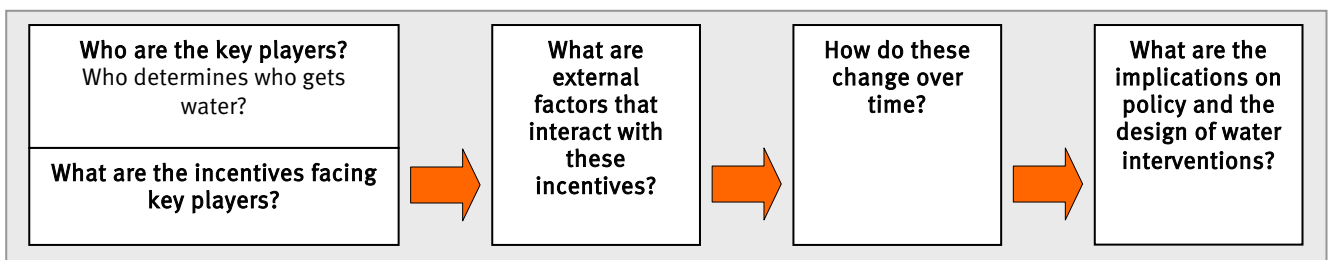 Who are the key players?
Who determines who gets
water?
What are the incentives facing
key players?
What are
external
factors that
interact with
these
incentives?
How do these
change over
time?
What are the
implications on
policy and the
design of water
interventions?